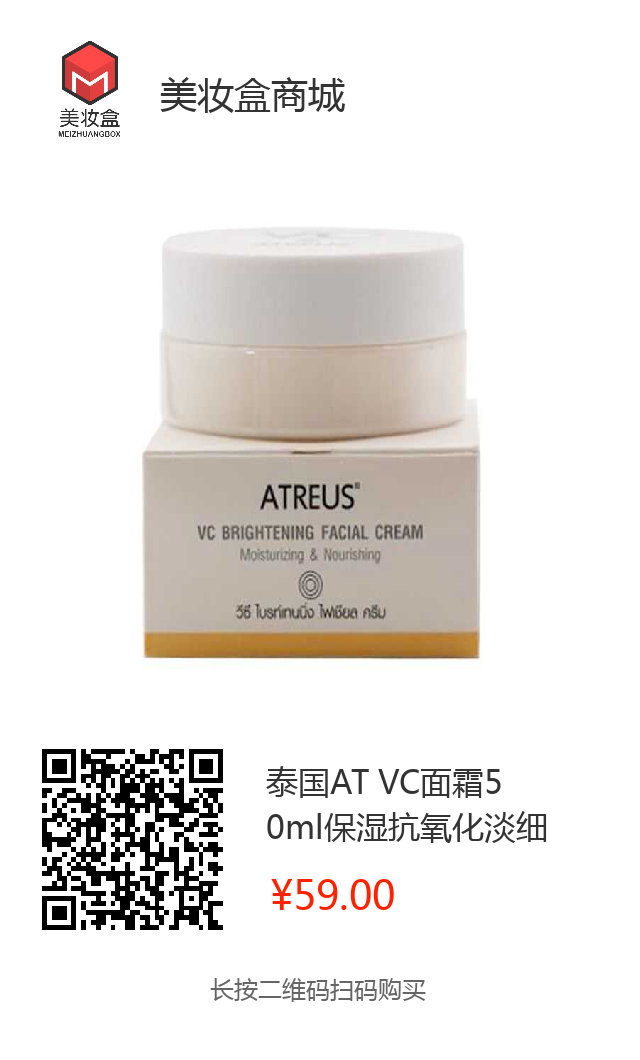 美妆盒
MEIZHUANGBOX
美妆盒商城
ATREUS
ATREUS®
VC BRIGHTENING FACIAL CREAM
Moisturizing & Nourishing
วีซี ไบรท์เทนนิ่ง ไฟเชียล ครีม
泰国AT VC面霜5
0ml保湿抗氧化淡细
¥59.00
长按二维码扫码购买